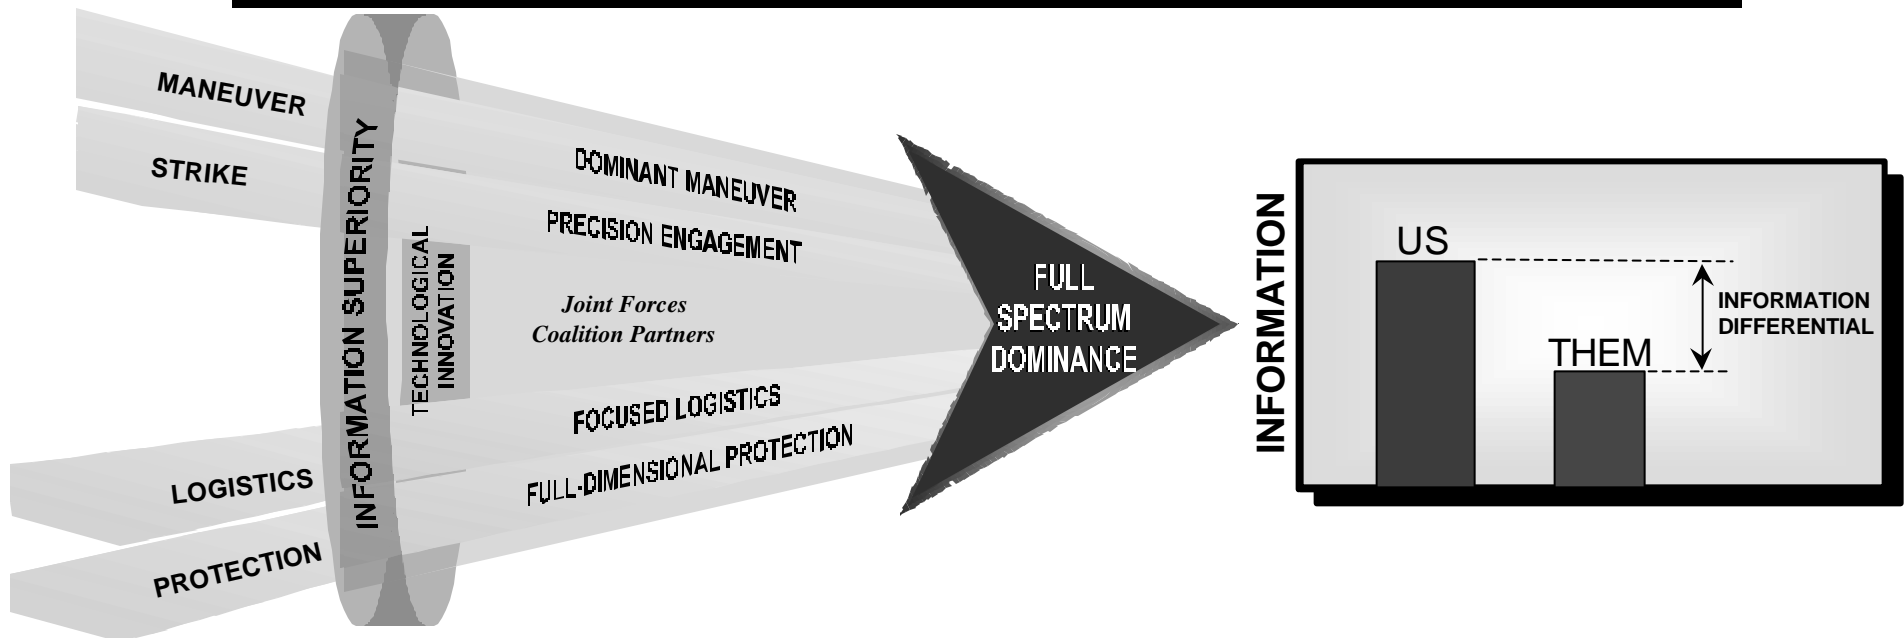 MANEUVER
STRIKE
LOGISTICS
PROTECTION
INFORMATION SUPERIORITY
TECHNOLOGICAL
INNOVATION
DOMINANT MANEUVER
PRECISION ENGAGEMENT
Joint Forces
Coalition Partners
FOCUSED LOGISTICS
FULL-DIMENSIONAL PROTECTION
FULL
SPECTRUM
DOMINANCE
INFORMATION
US
THEM
INFORMATION
DIFFERENTIAL